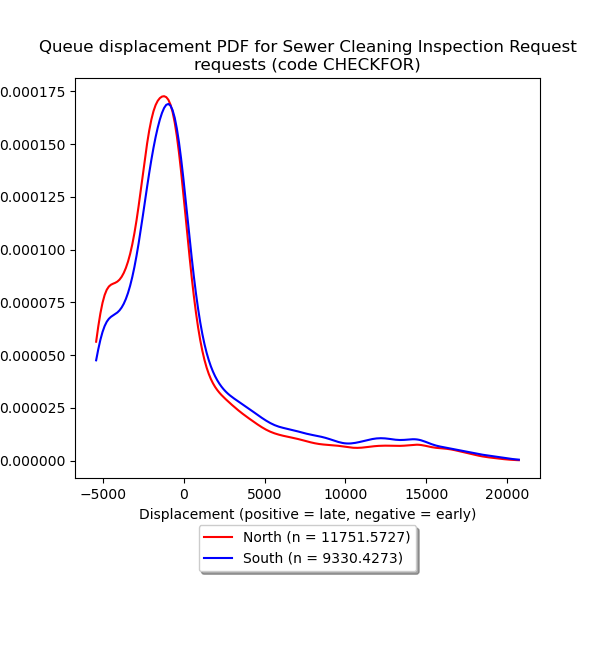 Queue displacement PDF for Sewer Cleaning Inspection Request
requests (code CHECKFOR)
0.000175
0.000150
0.000125
0.000100
0.000075
0.000050
0.000025
0.000000
−5000 0 5000 10000 15000 20000
Displacement (positive = late, negative = early)
North (n = 11751.5727)
South (n = 9330.4273)